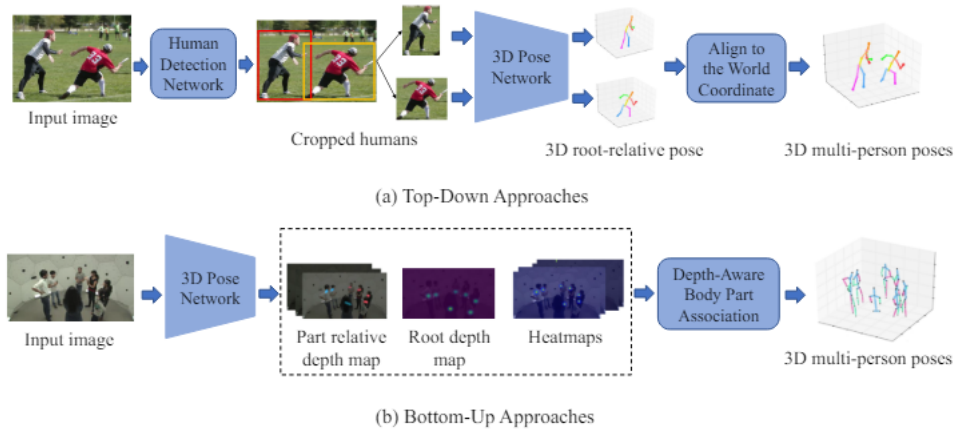 Human
Detection
Network
3D Pose
Network
Align to
the World
Coordinate
Input image
Cropped humans
3D root-relative pose
3D multi-person poses
(a) Top-Down Approaches
3D Pose
Network
Depth-Aware
Body Part
Association
Input image
Part relative
depth map
Root depth
map
Heatmaps
3D multi-person poses
(b) Bottom-Up Approaches